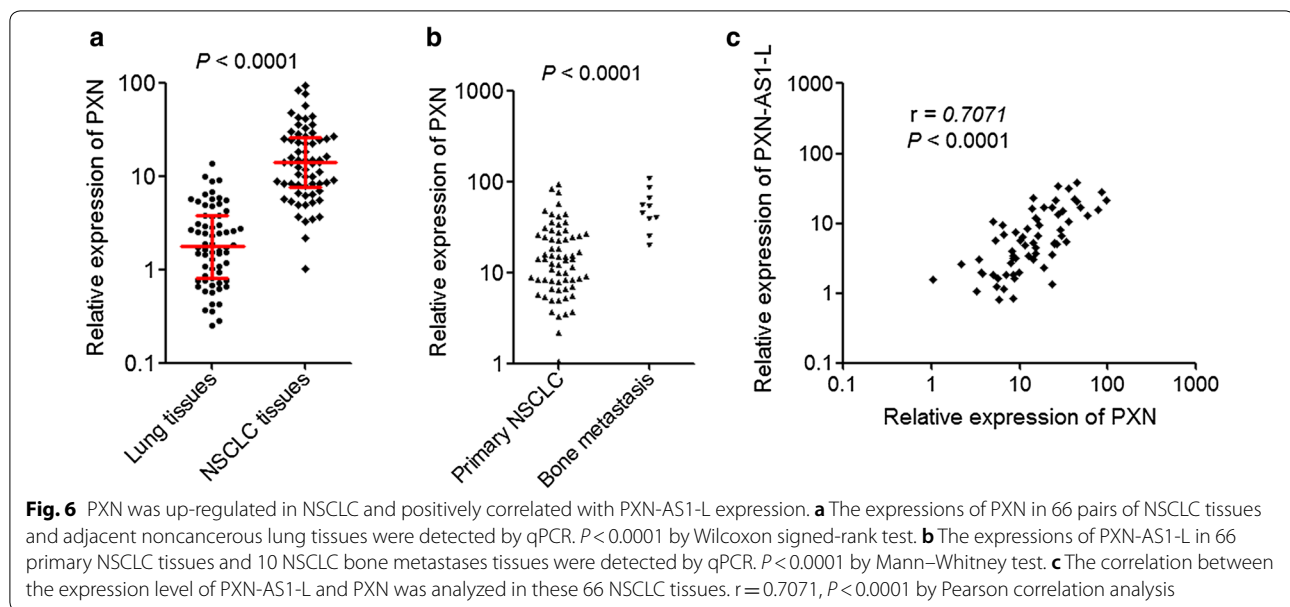 a
P < 0.0001
Relative expression of PXN
100
10
1
0.1
Lung tissues
NSCLC tissues
b
P < 0.0001
Relative expression of PXN
1000
100
10
1
Primary NSCLC
Bone metastasis
c
Relative expression of PXN-AS1-L
r = 0.7071
P < 0.0001
1000
100
10
1
0.1
0.1 1 10 100 1000
Relative expression of PXN
Fig. 6 PXN was up-regulated in NSCLC and positively correlated with PXN-AS1-L expression. a The expressions of PXN in 66 pairs of NSCLC tissues
and adjacent noncancerous lung tissues were detected by qPCR. P < 0.0001 by Wilcoxon signed-rank test. b The expressions of PXN-AS1-L in 66
primary NSCLC tissues and 10 NSCLC bone metastases tissues were detected by qPCR. P < 0.0001 by Mann–Whitney test. c The correlation between
the expression level of PXN-AS1-L and PXN was analyzed in these 66 NSCLC tissues. r = 0.7071, P < 0.0001 by Pearson correlation analysis